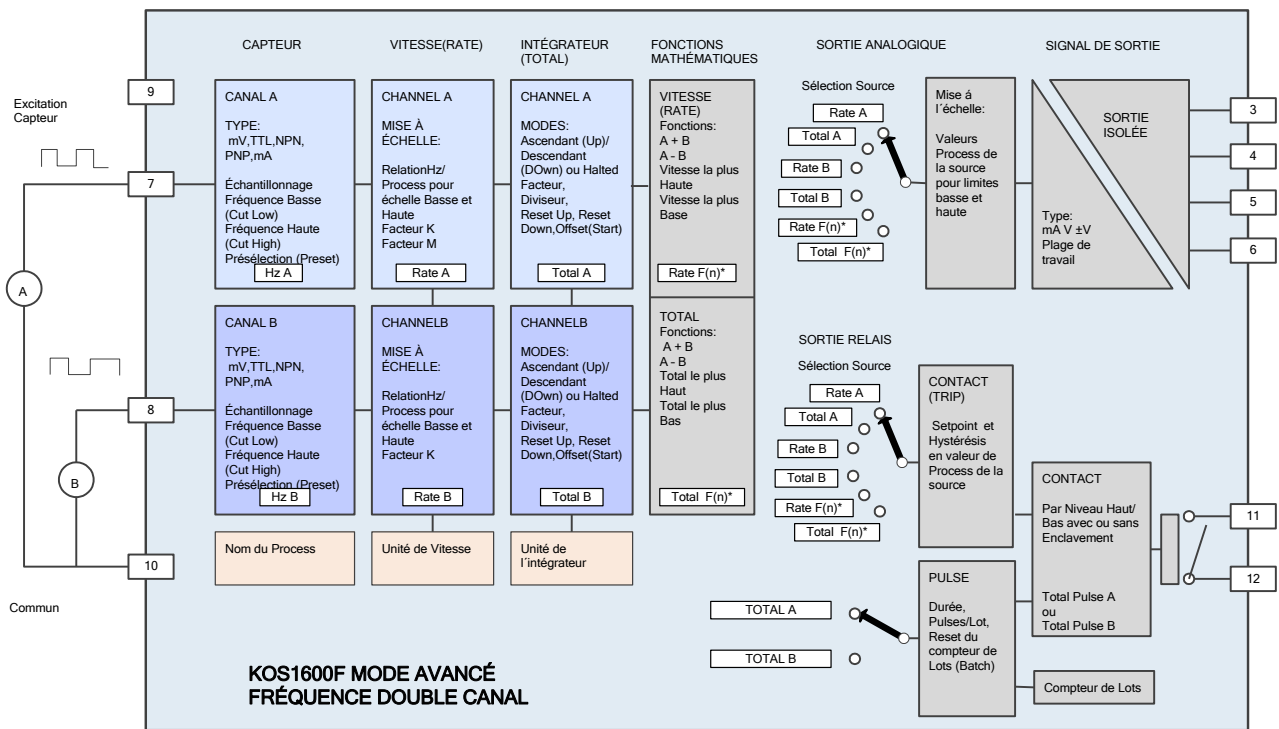 CAPTEUR
VITESSE(RATE)
INTÉGRATEUR
(TOTAL)
FONCTIONS
MATHÉMATIQUES
SORTIE ANALOGIQUE
SIGNAL DE SORTIE
Excitation
Capteur
9
7
A
8
B
10
Commun
CANAL A
TYPE:
mV,TTL,NPN,
PNP,mA
Échantillonnage
Fréquence Basse
(Cut Low)
Fréquence Haute
(Cut High)
Présélection (Preset)
Hz A
CHANNEL A
MISE À
ÉCHELLE:
RelationHz/
Process pour
échelle Basse et
Haute
Facteur K
Facteur M
Rate A
CHANNEL A
MODES:
Ascendant (Up)/
Descendant
(DOwn) ou Halted
Facteur,
Diviseur,
Reset Up, Reset
Down,Offset(Start)
Total A
VITESSE
(RATE)
Fonctions:
A + B
A - B
Vitesse la plus
Haute
Vitesse la plus
Base
Rate F(n)*
CANAL B
TYPE:
mV,TTL,NPN,
PNP,mA
Échantillonnage
Fréquence Basse
(Cut Low)
Fréquence Haute
(Cut High)
Présélection (Preset)
Hz B
CHANNELB
MISE À
ÉCHELLE:
RelationHz/
Process pour
échelle Basse et
Haute
Facteur K
Rate B
CHANNELB
MODES:
Ascendant (Up)/
Descendant
(DOwn) ou Halted
Facteur,
Diviseur,
Reset Up, Reset
Down,Offset(Start)
Total B
TOTAL
Fonctions:
A + B
A - B
Total le plus
Haut
Total le plus
Bas
Total F(n)*
Nom du Process
Unité de Vitesse
Unité de
l´intégrateur
Sélection Source
Rate A
Total A
Rate B
Total B
Rate F(n)*
Total F(n)*
Mise á
l´échelle:
Valeurs
Process de
la source
pour limites
basse et
haute
SORTIE
ISOLÉE
Type:
mA V ±V
Plage de
travail
3
4
5
6
SORTIE RELAIS
Sélection Source
Rate A
Total A
Rate B
Total B
Rate F(n)*
Total F(n)*
CONTACT
(TRIP)
Setpoint et
Hystérésis
en valeur de
Process de la
source
CONTACT
Par Niveau Haut/
Bas avec ou sans
Enclavement
Total Pulse A
ou
Total Pulse B
11
12
TOTAL A
TOTAL B
PULSE
Durée,
Pulses/Lot,
Reset du
compteur de
Lots (Batch)
Compteur de Lots
KOS1600F MODE AVANCÉ
FRÉQUENCE DOUBLE CANAL